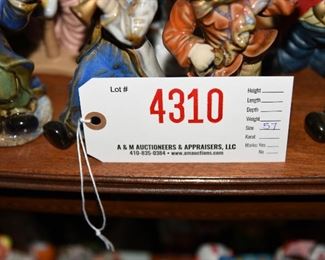 Lot #
4310
A & M AUCTIONEERS & APPRAISERS, LLC
410-835-0384 • www.amauctions.com
Height
Length
Depth
Weight
Size 57
Karat
Marks: Yes
No